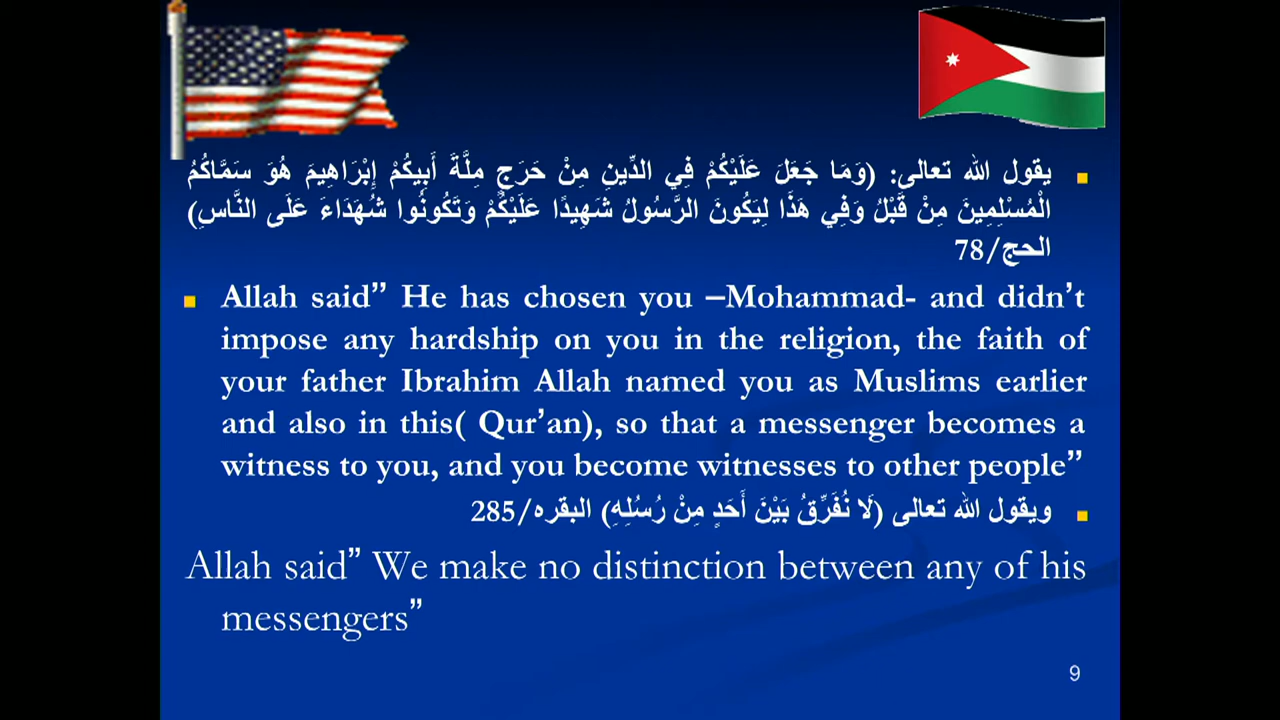 يقول الله تعالى: (وَمَا جَعَلَ عَلَيْكُمْ فِي الدِّينِ مِنْ حَرَجٍ مِلَّةَ أَبِيكُمْ إِبْرَاهِيمَ هُوَ سَمَّاكُمُ
الْمُسْلِمِينَ مِنْ قَبْلُ وَفِي هَذَا لِيَكُونَ الرَّسُولُ شَهِيدًا عَلَيْكُمْ وَتَكُونُوا شُهَدَاءَ عَلَى النَّاسِ)
الحج/78
Allah said” He has chosen you –Mohammad- and didn’t
impose any hardship on you in the religion, the faith of
your father Ibrahim Allah named you as Muslims earlier
and also in this( Qur’an), so that a messenger becomes a
witness to you, and you become witnesses to other people”
ويقول الله تعالى (لَا نُفَرِّقُ بَيْنَ أَحَدٍ مِنْ رُسُلِهِ) البقره/285
Allah said” We make no distinction between any of his
messengers”
9